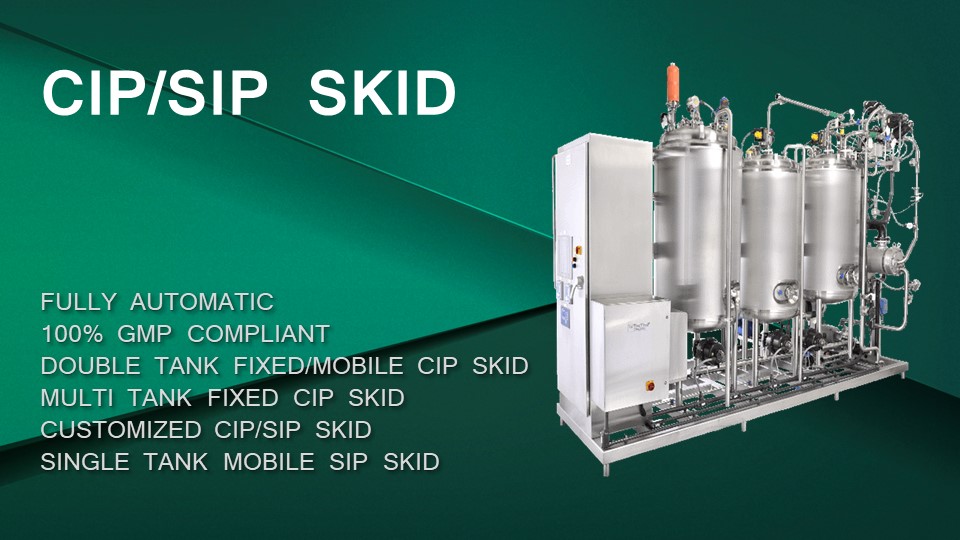 CIP/SIP SKID
FULLY AUTOMATIC
100% GMP COMPLIANT
DOUBLE TANK FIXED/MOBILE CIP SKID
MULTI TANK FIXED CIP SKID
CUSTOMIZED CIP/SIP SKID
SINGLE TANK MOBILE SIP SKID